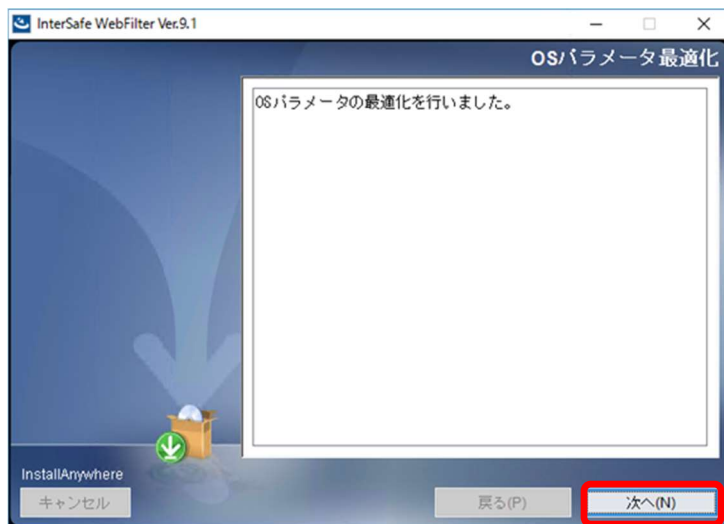 InterSafe WebFilter Ver.9.1
OSパラメータ最適化
OSパラメータの最適化を行いました。
InstallAnywhere
キャンセル
戻る(P)
次へ(N)